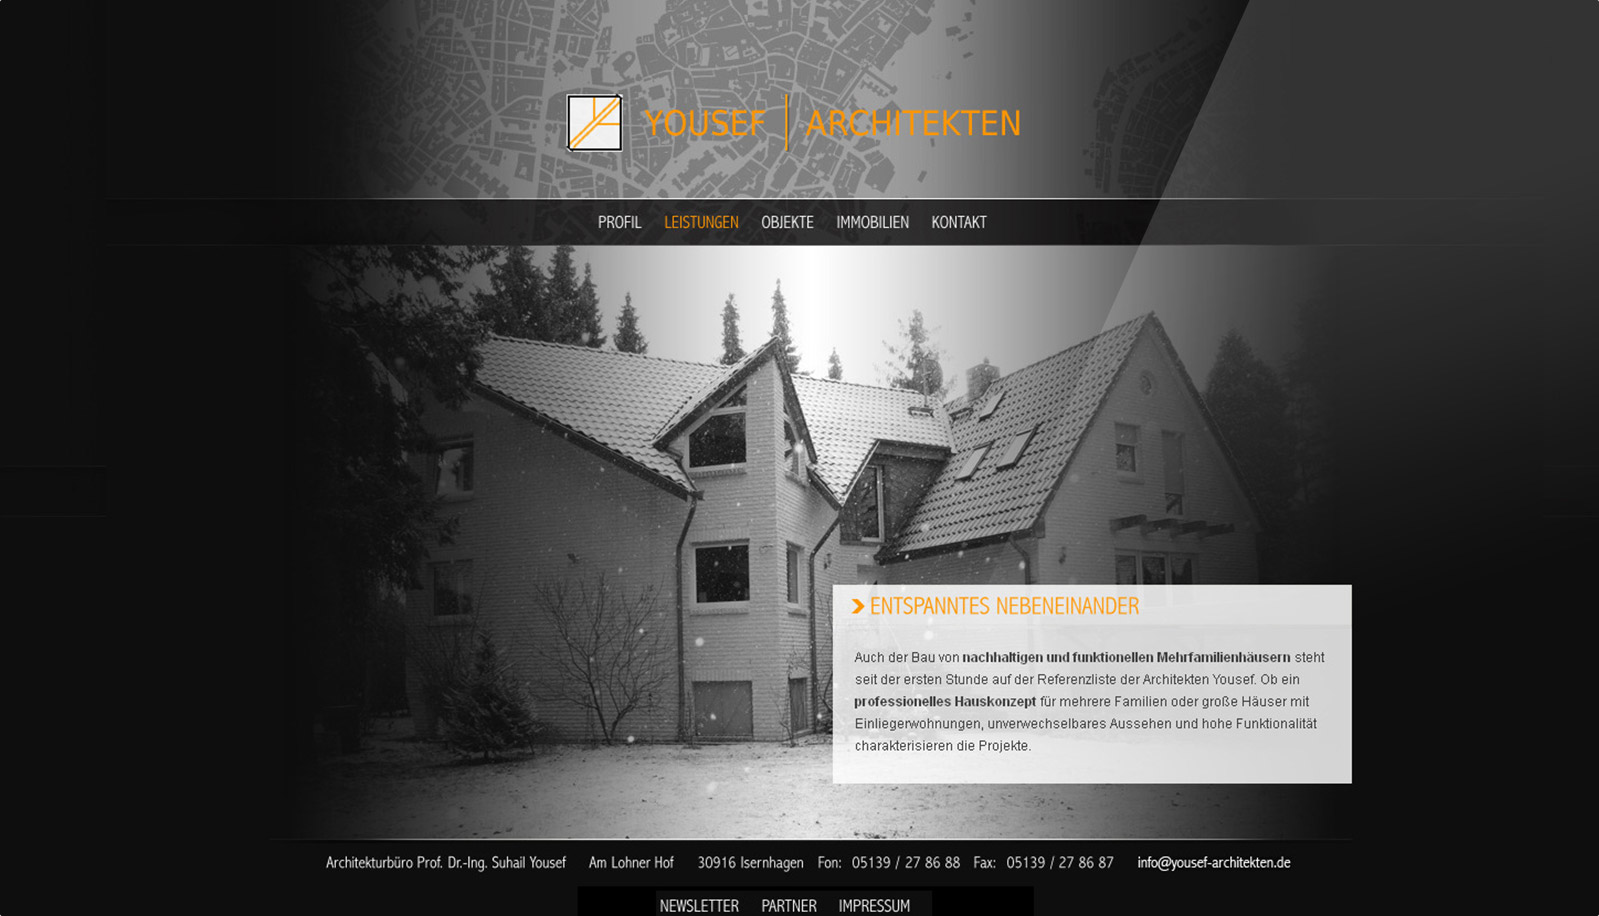 YOUSEF | ARCHITEKTEN
PROFIL LEISTUNGEN OBJEKTE IMMOBILIEN KONTAKT
ENTSPANNTES NEBENEINANDER
Auch der Bau von nachhaltigen und funktionellen Mehrfamilienhäusern steht
seit der ersten Stunde auf der Referenzliste der Architekten Yousef. Ob ein
professionelles Hauskonzept für mehrere Familien oder große Häuser mit
Einliegerwohnungen, unverwechselbares Aussehen und hohe Funktionalität
charakterisieren die Projekte.
Architekturbüro Prof. Dr.-Ing. Suhail Yousef Am Lohner Hof 30916 Isernhagen Fon: 05139 / 27 86 88 Fax: 05139 / 27 86 87 info@yousef-architekten.de
NEWSLETTER PARTNER IMPRESSUM